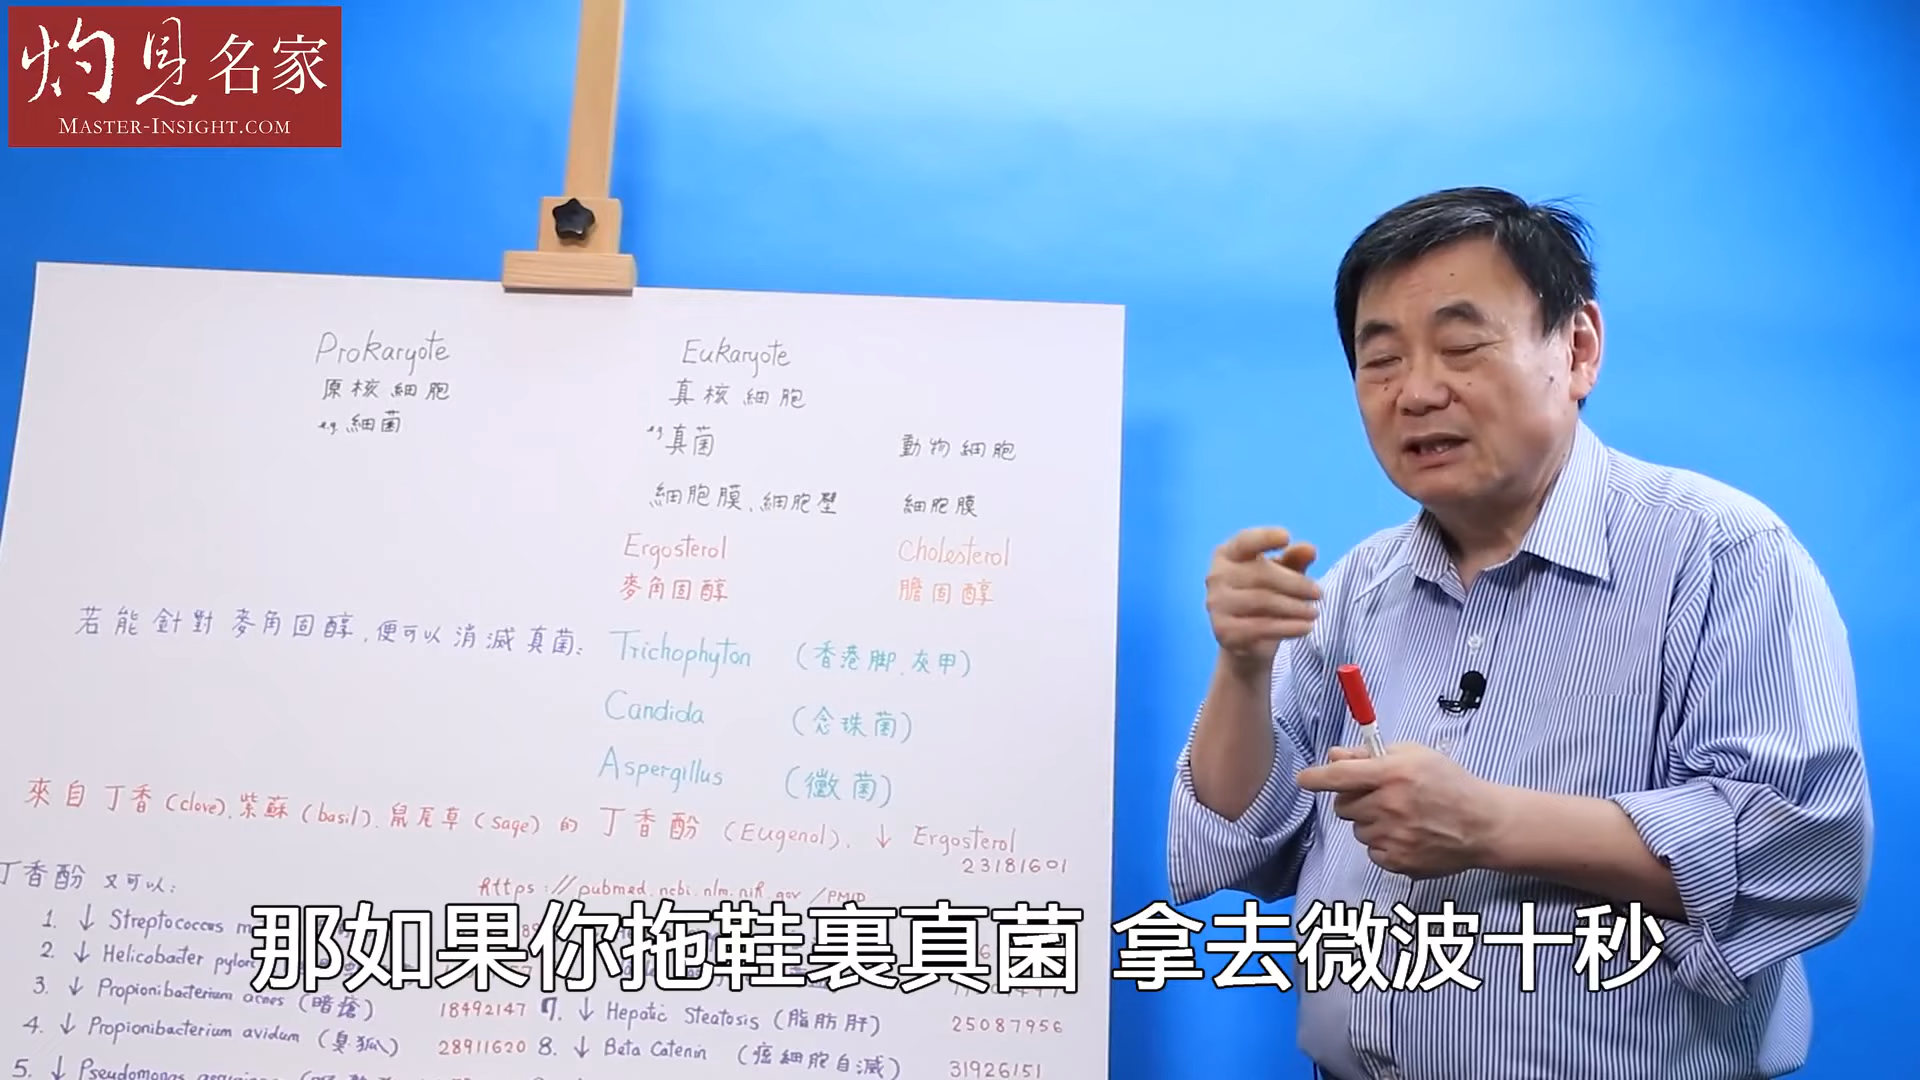 灼見名家
MASTER-INSIGHT.COM
Prokaryote
原核細胞
e.g. 細菌
Eukaryote
真核細胞
e.g. 真菌 動物細胞
細胞膜、細胞壁 細胞膜
Ergosterol Cholesterol
麥角固醇 膽固醇
若能針對麥角固醇,便可以消滅真菌:
Trichophyton (香港脚、灰甲)
Candida (念珠菌)
Aspergillus (黴菌)
來自丁香(clove)、紫蘇(basil)、鼠尾草(sage)的丁香酚(Eugenol). ↓ Ergosterol
23181601
丁香酚又可以:
https://pubmed.ncbi.nlm.nih.gov/PMID
1. ↓ Streptococcus
2. ↓ Helicobacter
3. ↓ Propionibacterium acnes (暗瘡) 18492147
4. ↓ Propionibacterium avidum (臭狐) 28911620
5. ↓ Pseudomonas
7. ↓ Hepatic Steatosis (脂肪肝) 25087956
8. ↓ Beta Catenin (癌細胞自滅) 31926151
那如果你拖鞋裏真菌 拿去微波十秒